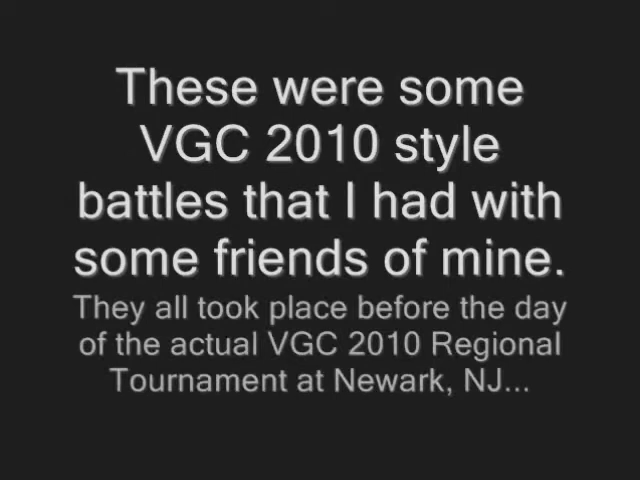 These were some
VGC 2010 style
battles that I had with
some friends of mine.
They all took place before the day
of the actual VGC 2010 Regional
Tournament at Newark, NJ...